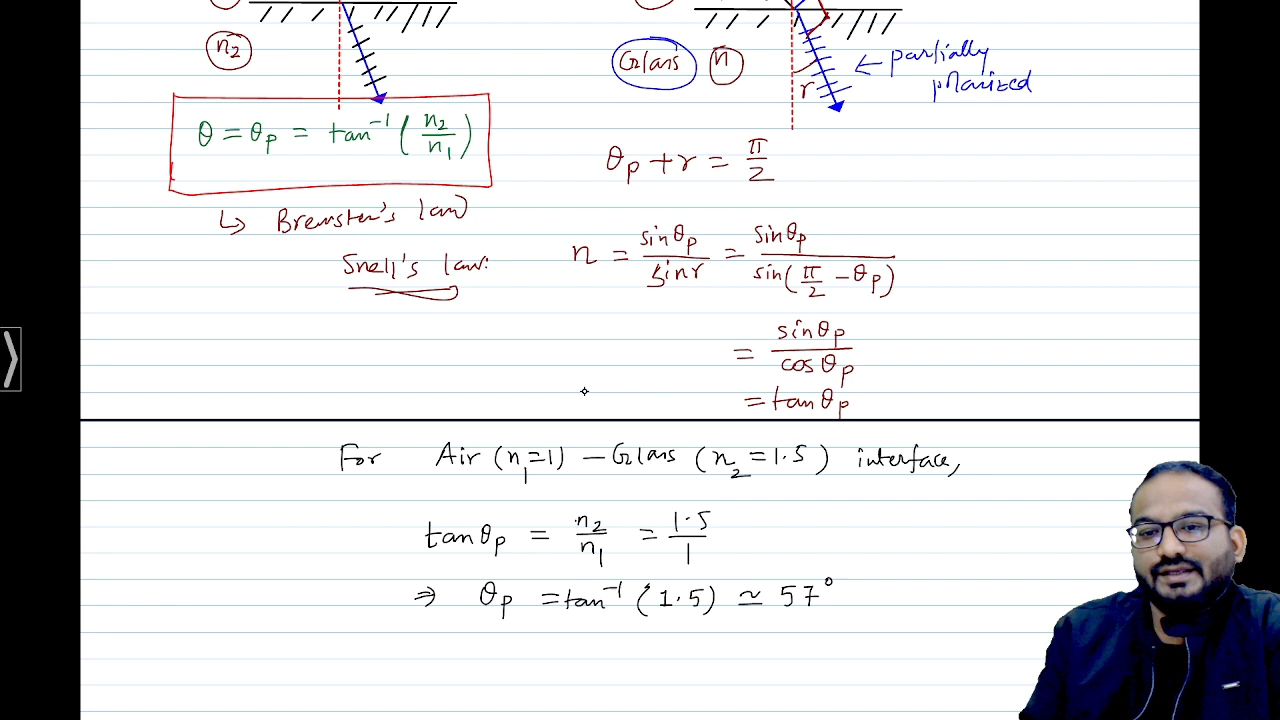 n₂
Glass n
r
← partially polarized
θ = θp = tan⁻¹ (n₂/n₁)
↳ Brewster's law
θp + r = π/2
Snell's law:
n = sinθp/sinr = sinθp/sin(π/2 − θp)
= sinθp/cosθp
= tanθp
For Air (n₁=1) – Glass (n₂=1.5) interface,
tanθp = n₂/n₁ = 1.5/1
⇒ θp = tan⁻¹ (1.5) ≃ 57°